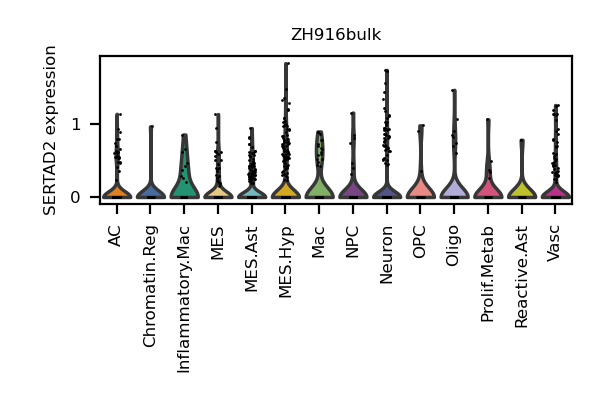 ZH916bulk
SERTAD2 expression
1
0
AC
Chromatin.Reg
Inflammatory.Mac
MES
MES.Ast
MES.Hyp
Mac
NPC
Neuron
OPC
Oligo
Prolif.Metab
Reactive.Ast
Vasc